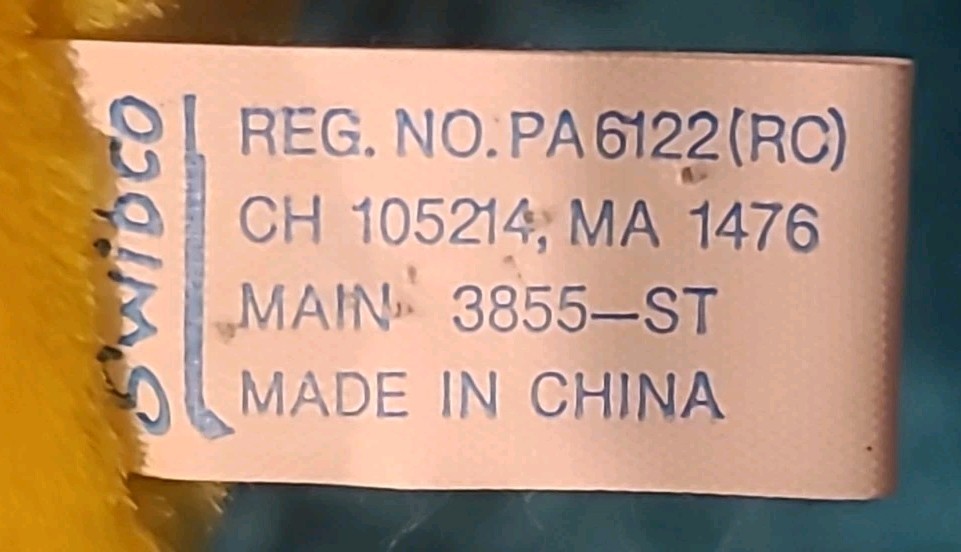 Swibco
REG. NO. PA 6122 (RC)
CH 105214, MA 1476
MAIN 3855-ST
MADE IN CHINA